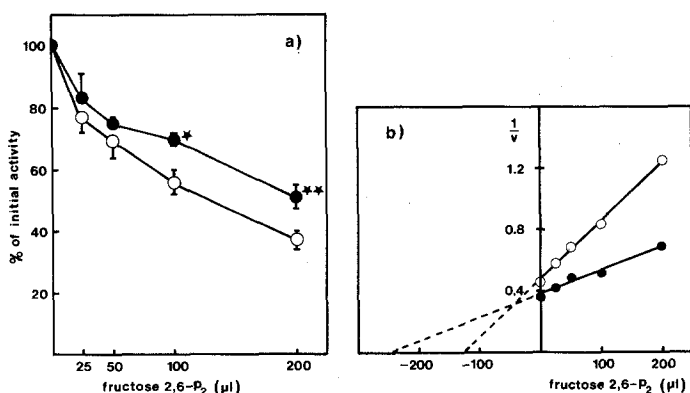 a)
100
80
60
40
20
% of initial activity
★
★★
25 50 100 200
fructose 2,6-P₂ (µl)
b)
1/v
1.2
0.8
0.4
-200 -100 0 100 200
fructose 2,6-P₂ (µl)